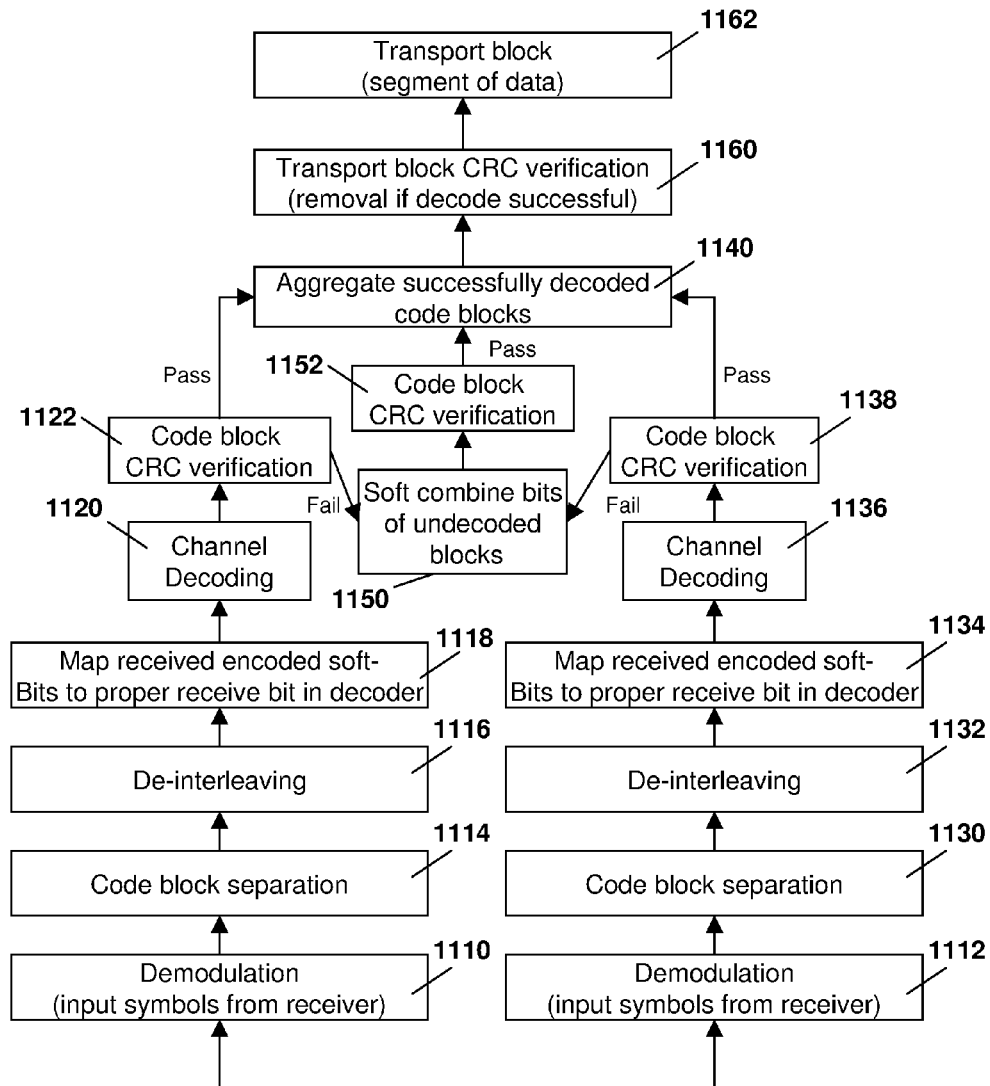 1162
Transport block
(segment of data)
1160
Transport block CRC verification
(removal if decode successful)
1140
Aggregate successfully decoded
code blocks
Pass
1152
Pass
Pass
Code block
CRC verification
1122
Code block
CRC verification
1138
Code block
CRC verification
Fail
Soft combine bits
of undecoded
blocks
Fail
1150
1120
Channel
Decoding
1136
Channel
Decoding
1118
Map received encoded soft-
Bits to proper receive bit in decoder
1134
Map received encoded soft-
Bits to proper receive bit in decoder
1116
De-interleaving
1132
De-interleaving
1114
Code block separation
1130
Code block separation
1110
Demodulation
(input symbols from receiver)
1112
Demodulation
(input symbols from receiver)